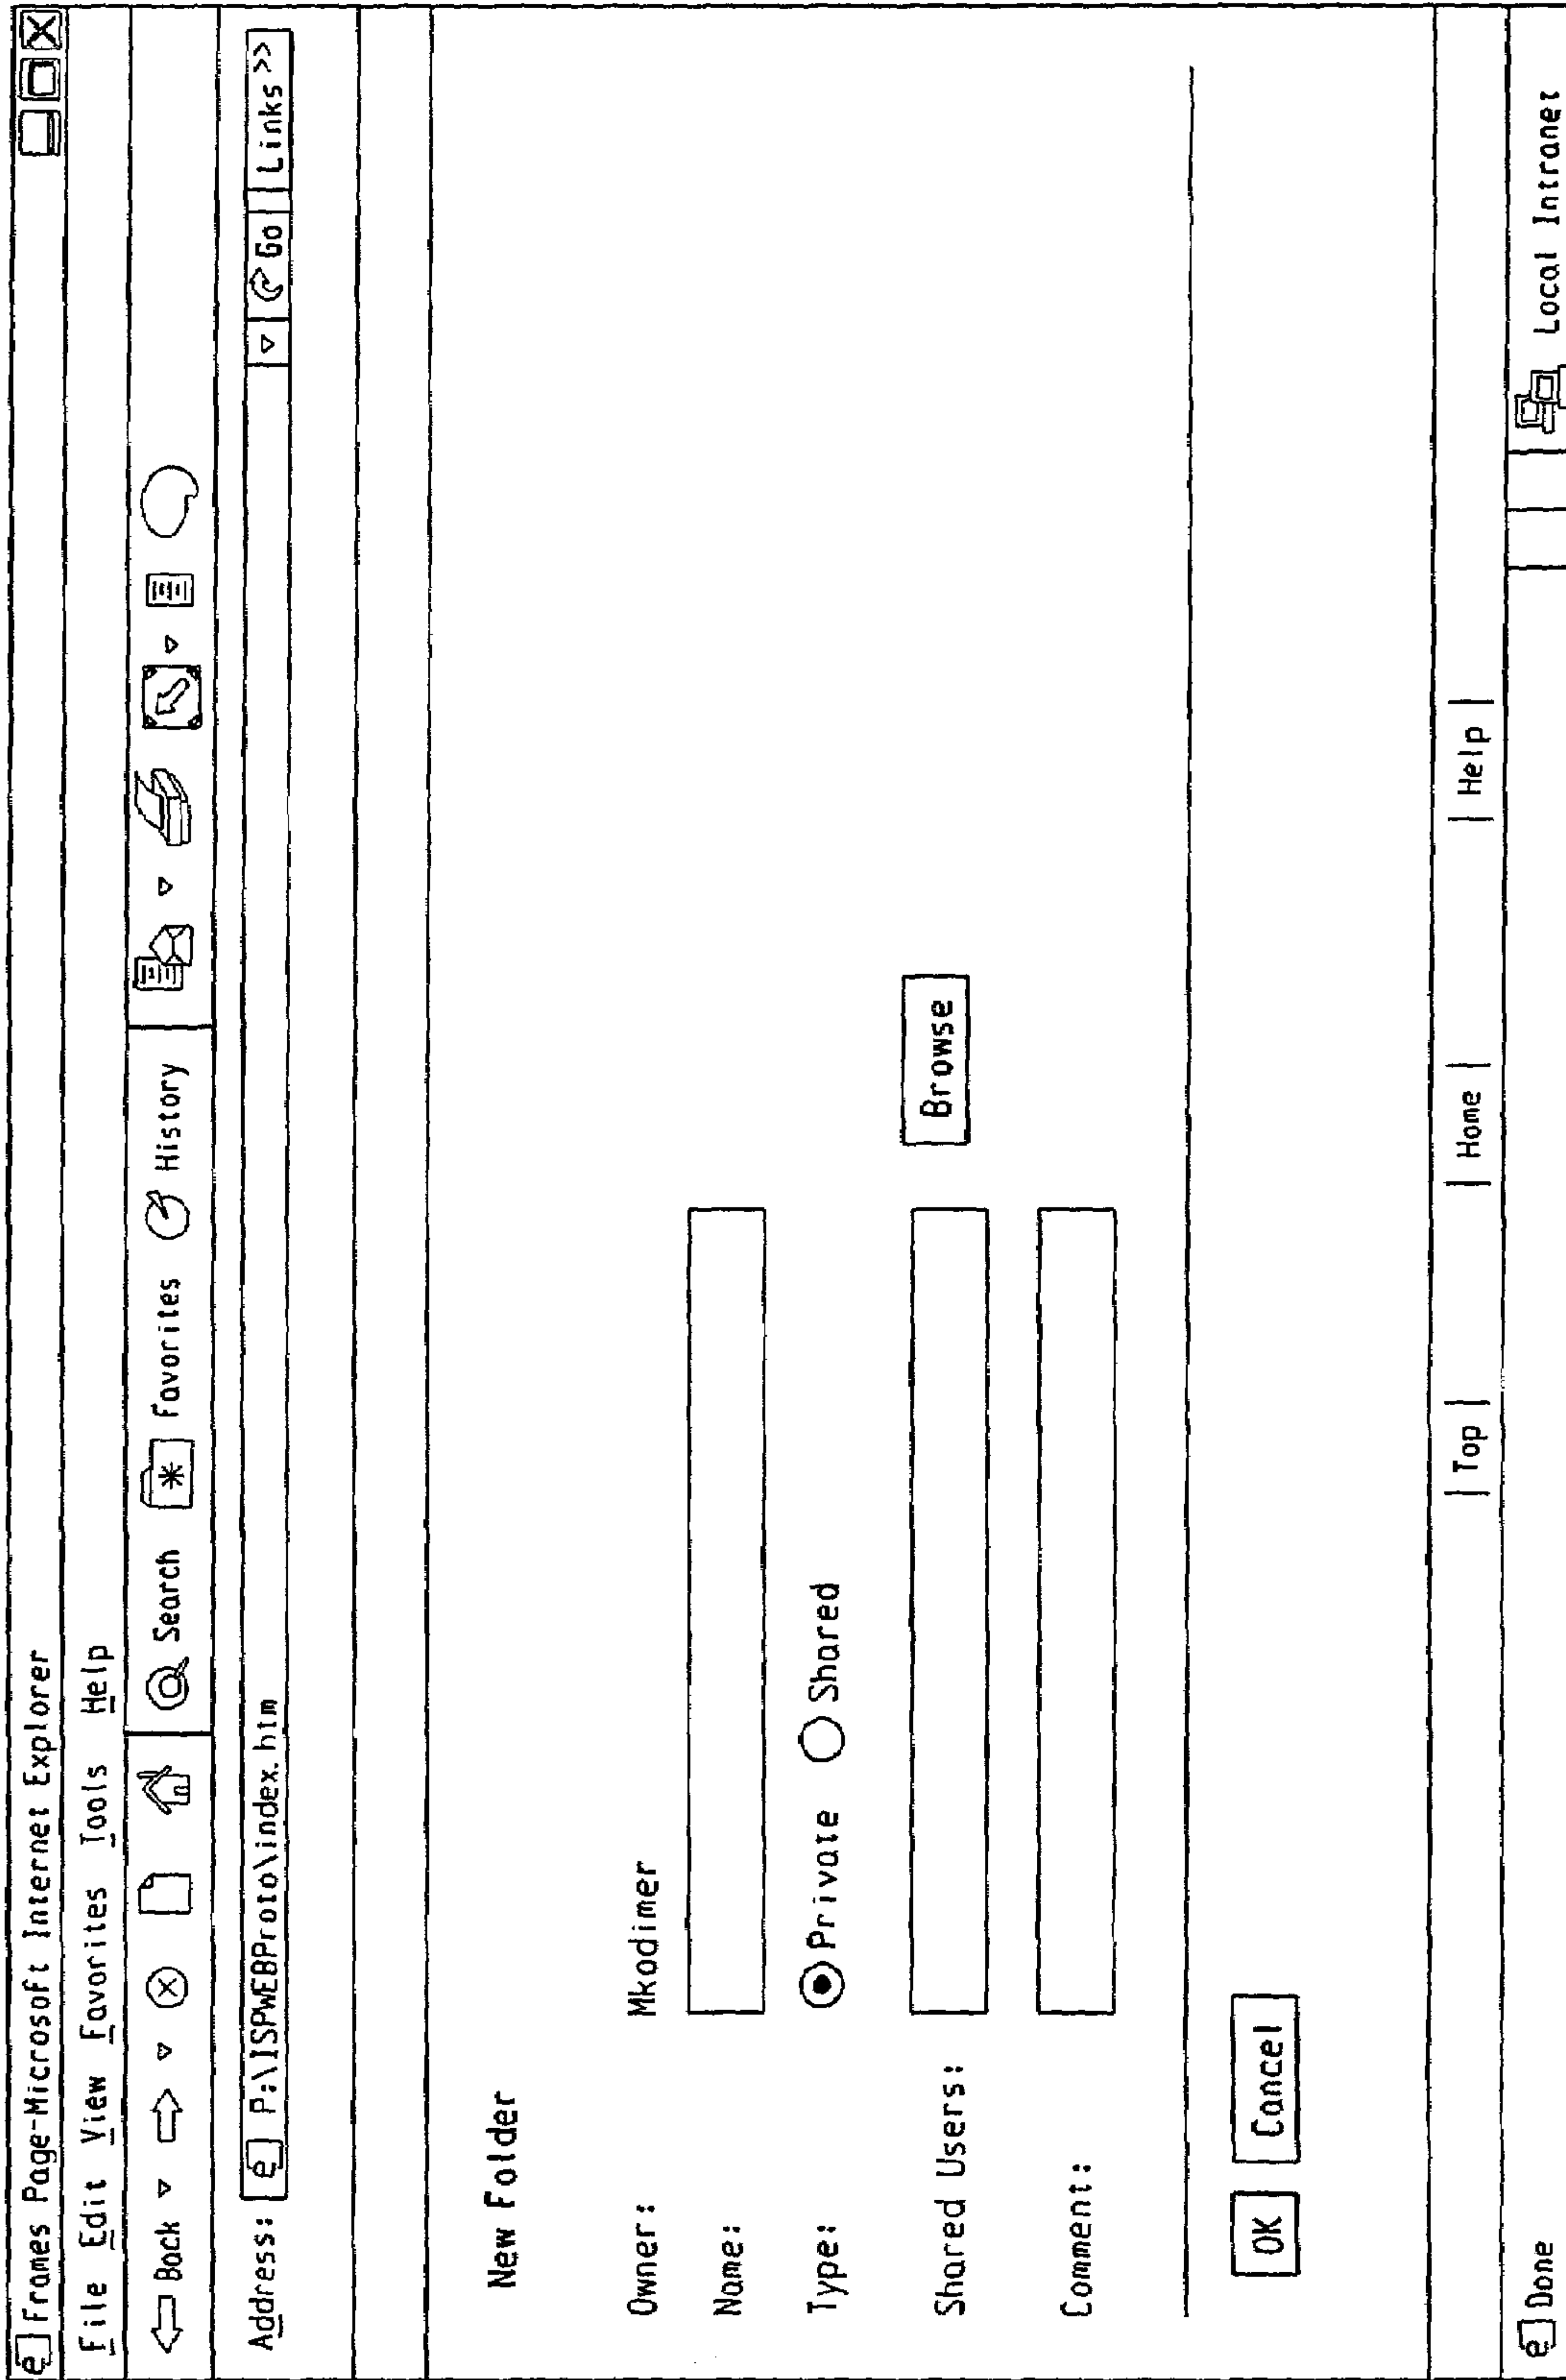 Frames Page-Microsoft Internet Explorer
File Edit View Favorites Tools Help
Back Search Favorites History
Address: P:\ISPWEBProto\index.htm Go Links >>
New Folder
Owner: Mkodimer
Name:
Type: Private Shared
Shared Users: Browse
Comment:
OK Cancel
Top Home Help
Done Local Intranet